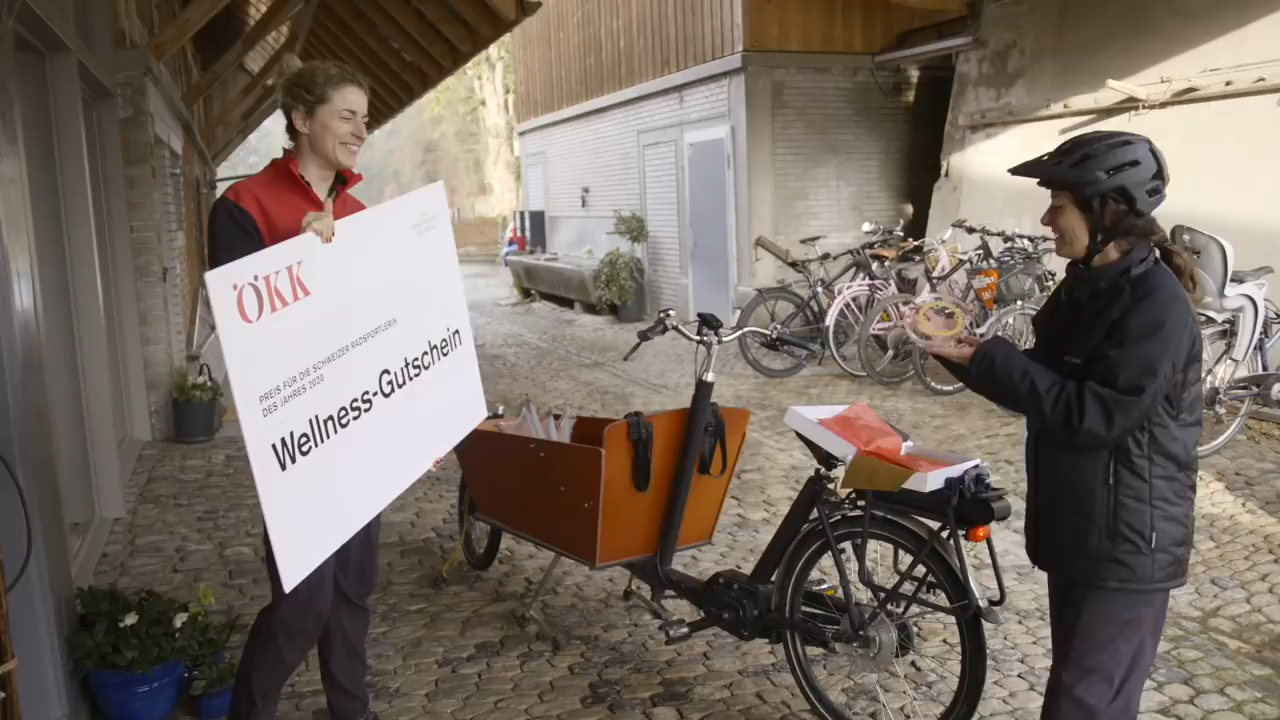 ÖKK
PREIS FÜR DIE SCHWEIZER RADSPORTLERIN
DES JAHRES 2020
Wellness-Gutschein